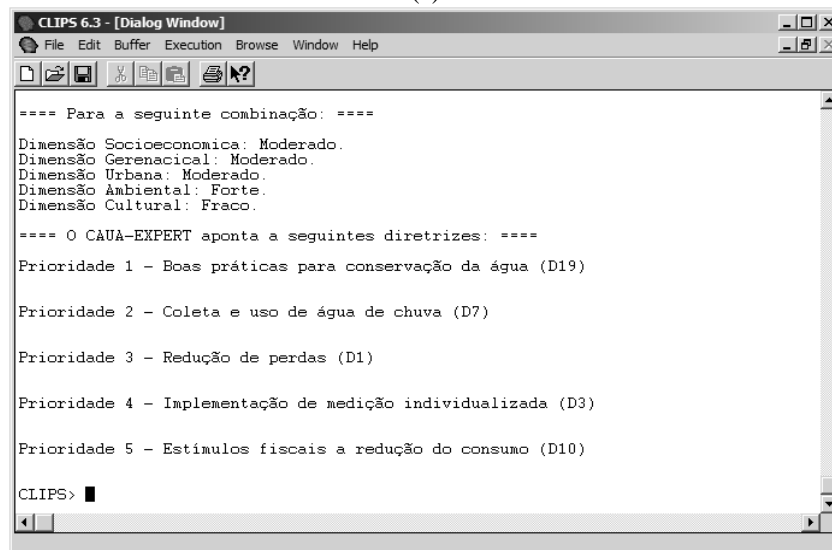 CLIPS 6.3 - [Dialog Window]
File Edit Buffer Execution Browse Window Help
==== Para a seguinte combinação: ====
Dimensão Socioeconomica: Moderado.
Dimensão Gerenacical: Moderado.
Dimensão Urbana: Moderado.
Dimensão Ambiental: Forte.
Dimensão Cultural: Fraco.
==== O CAUA-EXPERT aponta a seguintes diretrizes: ====
Prioridade 1 - Boas práticas para conservação da água (D19)
Prioridade 2 - Coleta e uso de água de chuva (D7)
Prioridade 3 - Redução de perdas (D1)
Prioridade 4 - Implementação de medição individualizada (D3)
Prioridade 5 - Estímulos fiscais a redução do consumo (D10)
CLIPS>